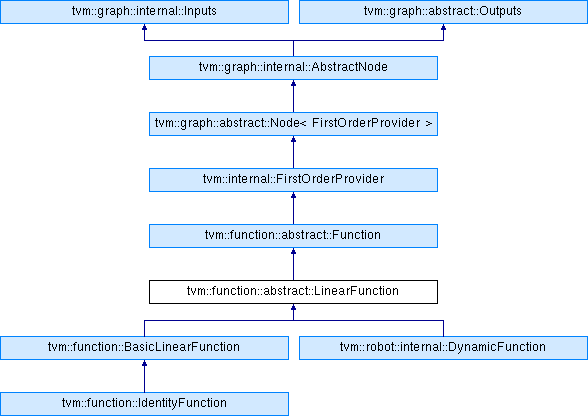 tvm::graph::internal::Inputs
tvm::graph::abstract::Outputs
tvm::graph::internal::AbstractNode
tvm::graph::abstract::Node< FirstOrderProvider >
tvm::internal::FirstOrderProvider
tvm::function::abstract::Function
tvm::function::abstract::LinearFunction
tvm::function::BasicLinearFunction
tvm::robot::internal::DynamicFunction
tvm::function::IdentityFunction